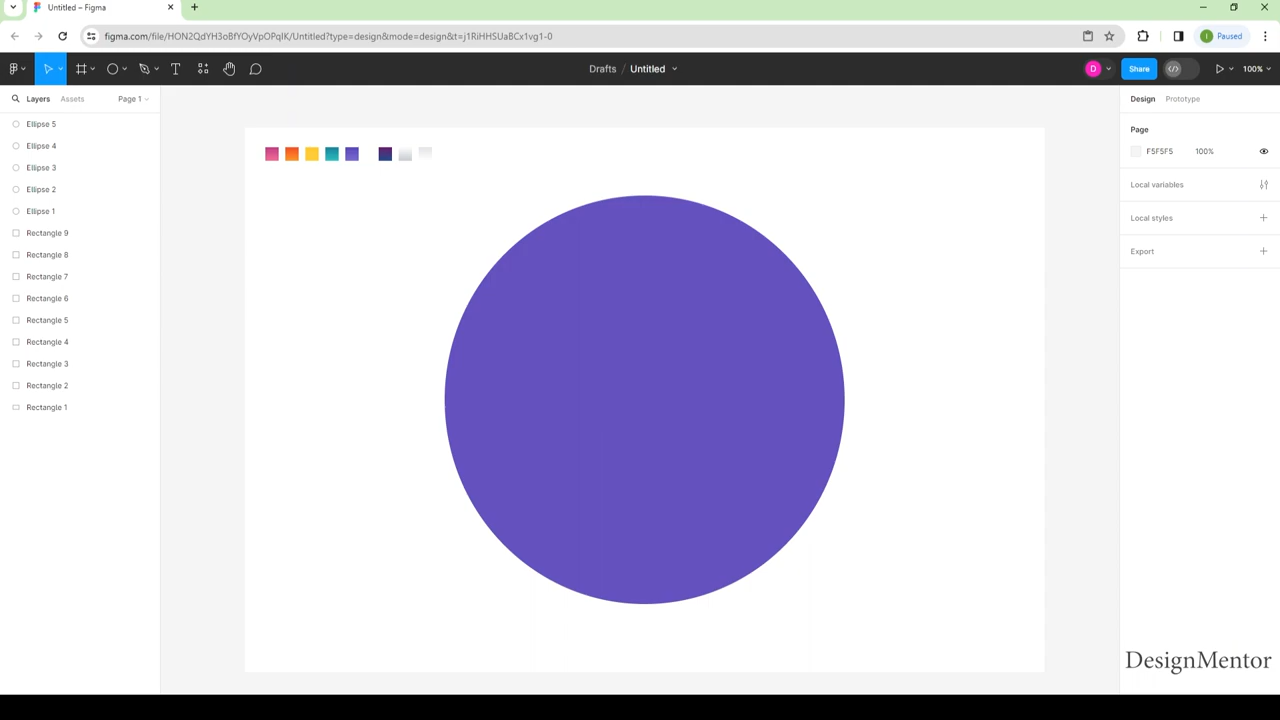 Untitled – Figma
figma.com/file/HON2QdYH3oBfYOyVpOPqIK/Untitled?type=design&mode=design&t=j1RiHHSUaBCx1vg1-0
I
Paused
Drafts / Untitled
D
Share
100%
Layers
Assets
Page 1
Design
Prototype
Ellipse 5
Ellipse 4
Ellipse 3
Ellipse 2
Ellipse 1
Rectangle 9
Rectangle 8
Rectangle 7
Rectangle 6
Rectangle 5
Rectangle 4
Rectangle 3
Rectangle 2
Rectangle 1
Page
F5F5F5
100%
Local variables
Local styles
Export
DesignMentor